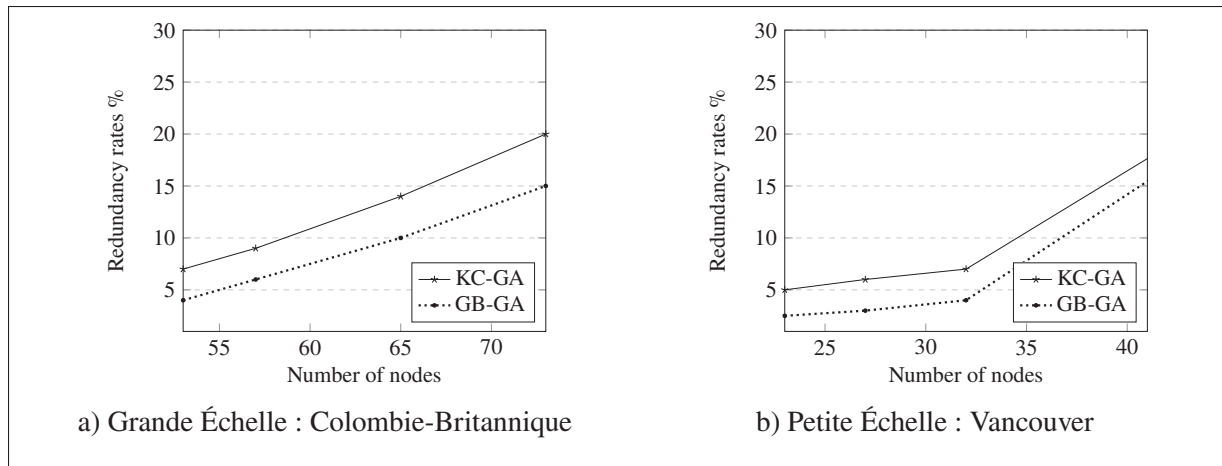 30
25
20
15
10
5
Redundancy rates %
KC-GA
GB-GA
55
60
65
70
Number of nodes
a) Grande Échelle : Colombie-Britannique
30
25
20
15
10
5
Redundancy rates %
KC-GA
GB-GA
25
30
35
40
Number of nodes
b) Petite Échelle : Vancouver